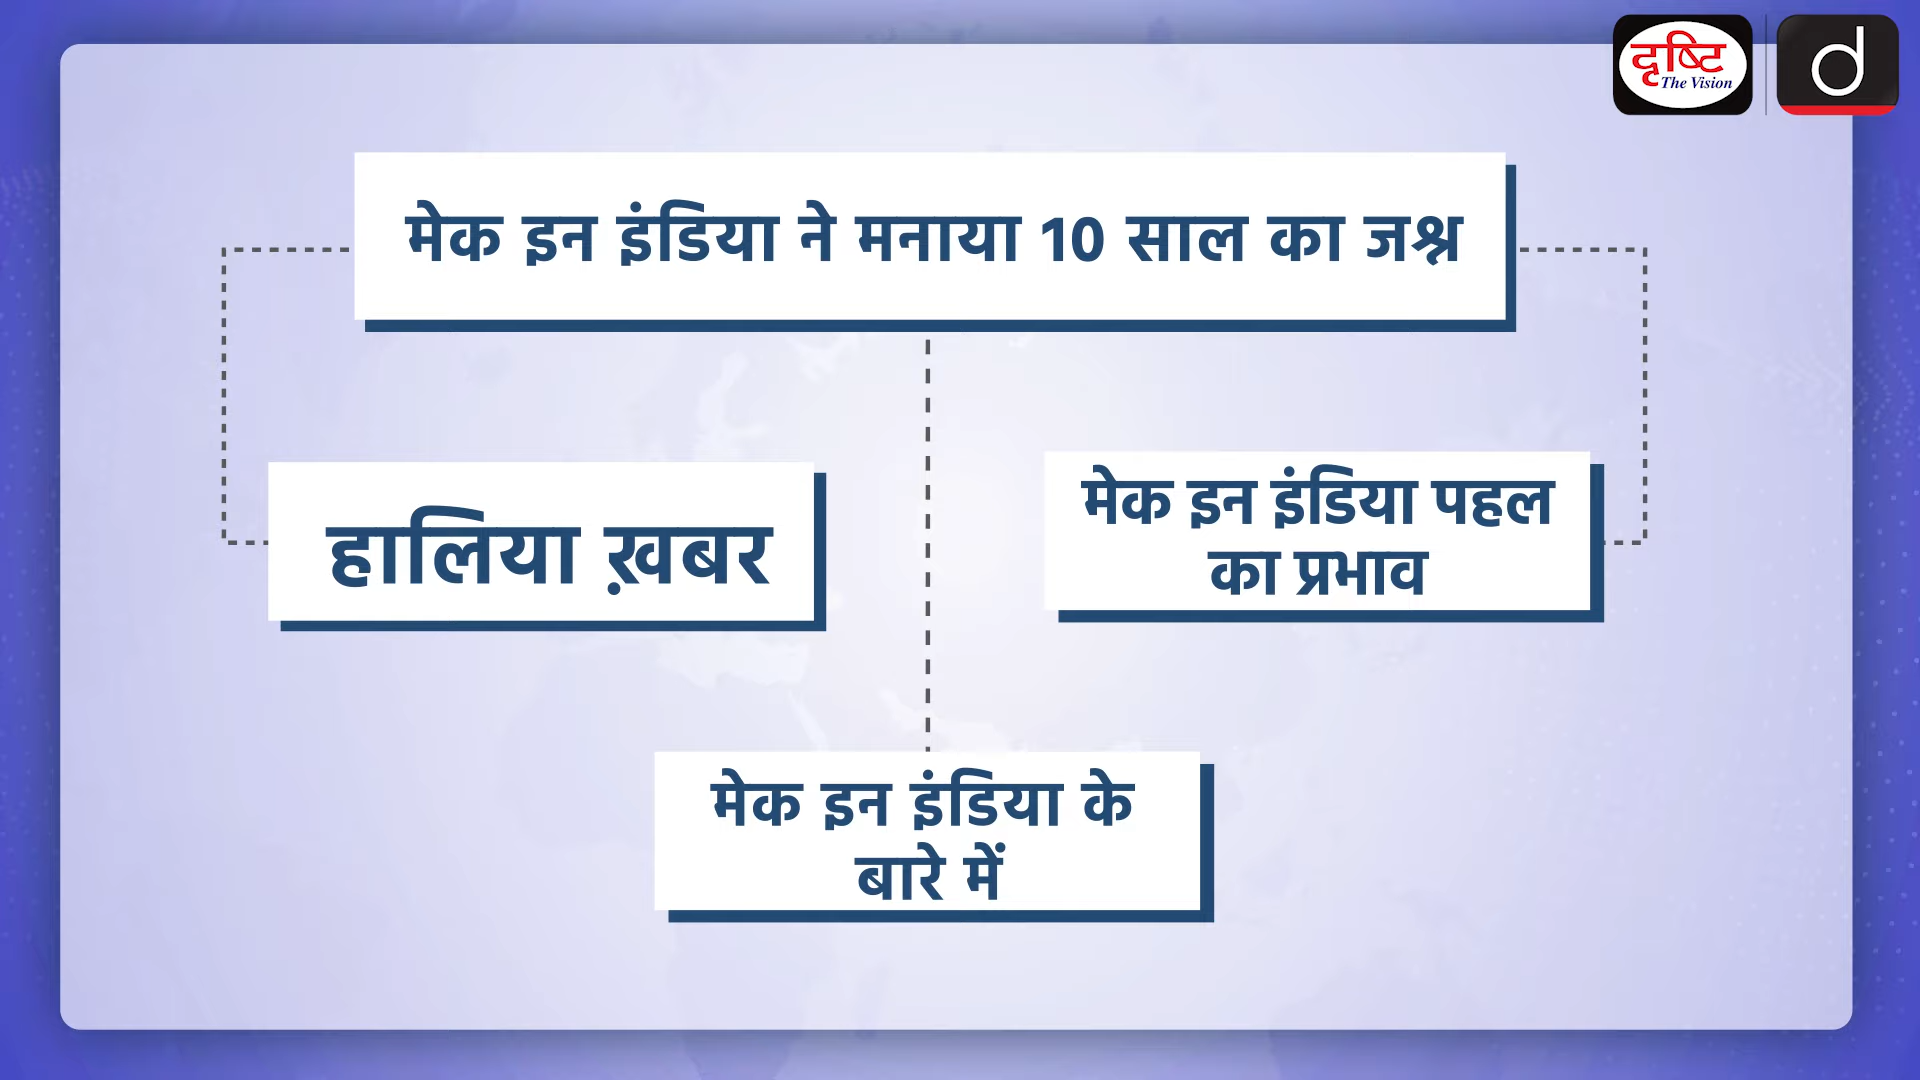 दृष्टि
The Vision
d
मेक इन इंडिया ने मनाया 10 साल का जश्न
हालिया ख़बर
मेक इन इंडिया पहल
का प्रभाव
मेक इन इंडिया के
बारे में